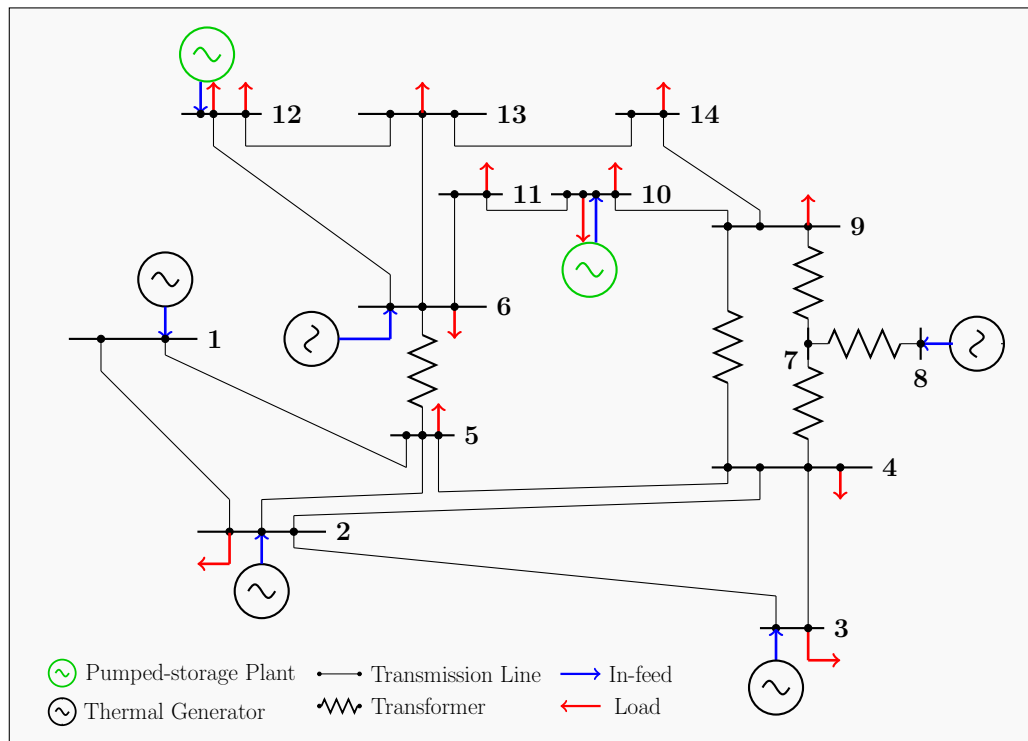 12
13
14
11
10
9
1
6
7
8
5
4
2
3
Pumped-storage Plant
Transmission Line
In-feed
Thermal Generator
Transformer
Load